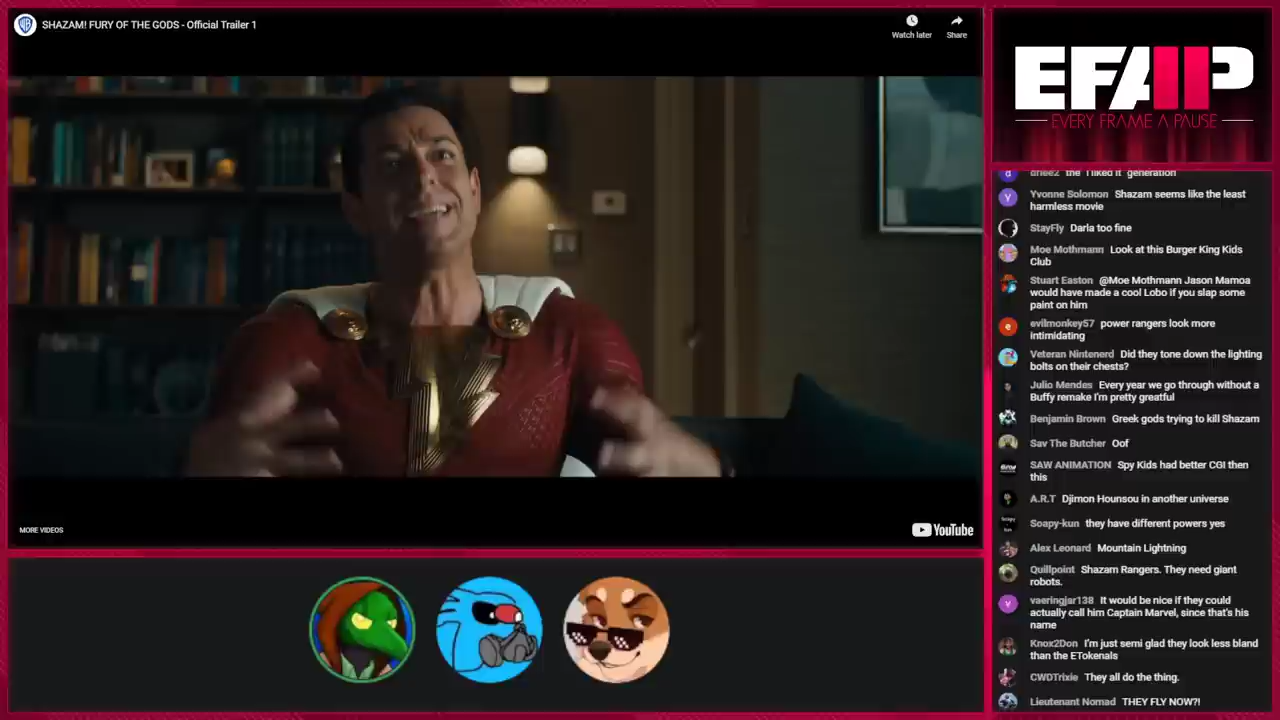 SHAZAM! FURY OF THE GODS - Official Trailer 1
Watch later
Share
MORE VIDEOS
YouTube
EFAP
EVERY FRAME A PAUSE
the 'I liked it' generation
Yvonne Solomon Shazam seems like the least
harmless movie
StayFly Darla too fine
Moe Mothmann Look at this Burger King Kids
Club
Stuart Easton @Moe Mothmann Jason Mamoa
would have made a cool Lobo if you slap some
paint on him
evilmonkey57 power rangers look more
intimidating
Veteran Nintenerd Did they tone down the lighting
bolts on their chests?
Julio Mendes Every year we go through without a
Buffy remake I'm pretty greatful
Benjamin Brown Greek gods trying to kill Shazam
Sav The Butcher Oof
SAW ANIMATION Spy Kids had better CGI then
this
A.R.T Djimon Hounsou in another universe
Soapy-kun they have different powers yes
Alex Leonard Mountain Lightning
Quillpoint Shazam Rangers. They need giant
robots.
vaeringjar138 It would be nice if they could
actually call him Captain Marvel, since that's his
name
Knox2Don I'm just semi glad they look less bland
than the ETokenals
CWDTrixie They all do the thing.
Lieutenant Nomad THEY FLY NOW?!